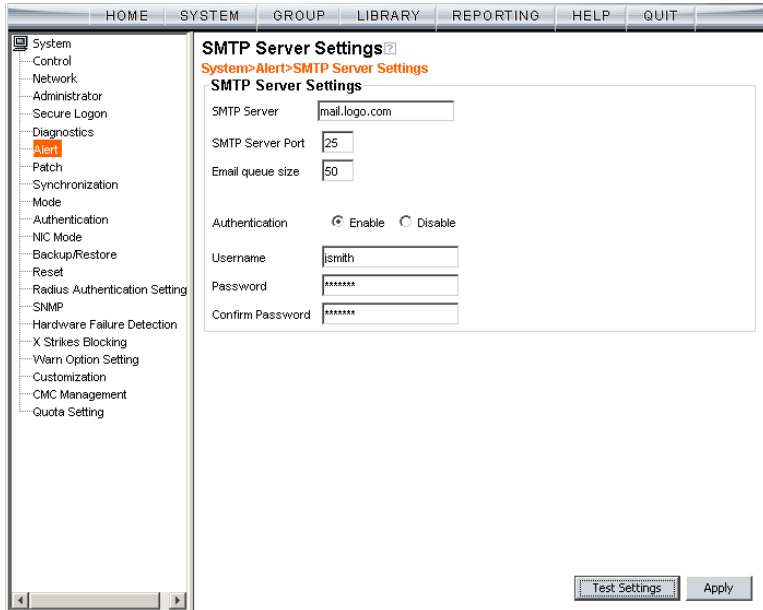 HOME SYSTEM GROUP LIBRARY REPORTING HELP QUIT
System
Control
Network
Administrator
Secure Logon
Diagnostics
Alert
Patch
Synchronization
Mode
Authentication
NIC Mode
Backup/Restore
Reset
Radius Authentication Setting
SNMP
Hardware Failure Detection
X Strikes Blocking
Warn Option Setting
Customization
CMC Management
Quota Setting
SMTP Server Settings ?
System>Alert>SMTP Server Settings
SMTP Server Settings
SMTP Server mail.logo.com
SMTP Server Port 25
Email queue size 50
Authentication Enable Disable
Username jsmith
Password *******
Confirm Password *******
Test Settings Apply